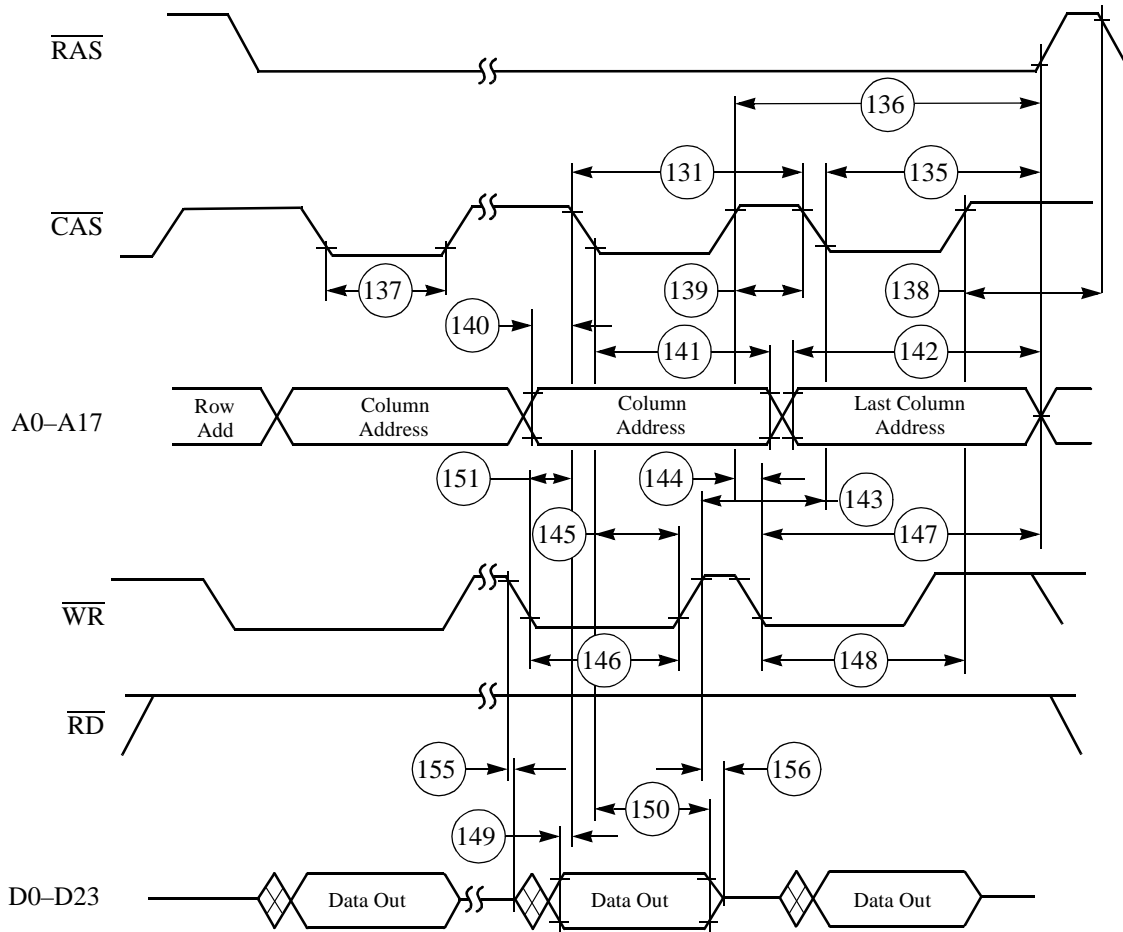 RAS
136
131
135
CAS
137
139
138
140
141
142
A0–A17
Row
Add
Column
Address
Column
Address
Last Column
Address
151
144
143
145
147
WR
146
148
RD
155
156
150
149
D0–D23
Data Out
Data Out
Data Out